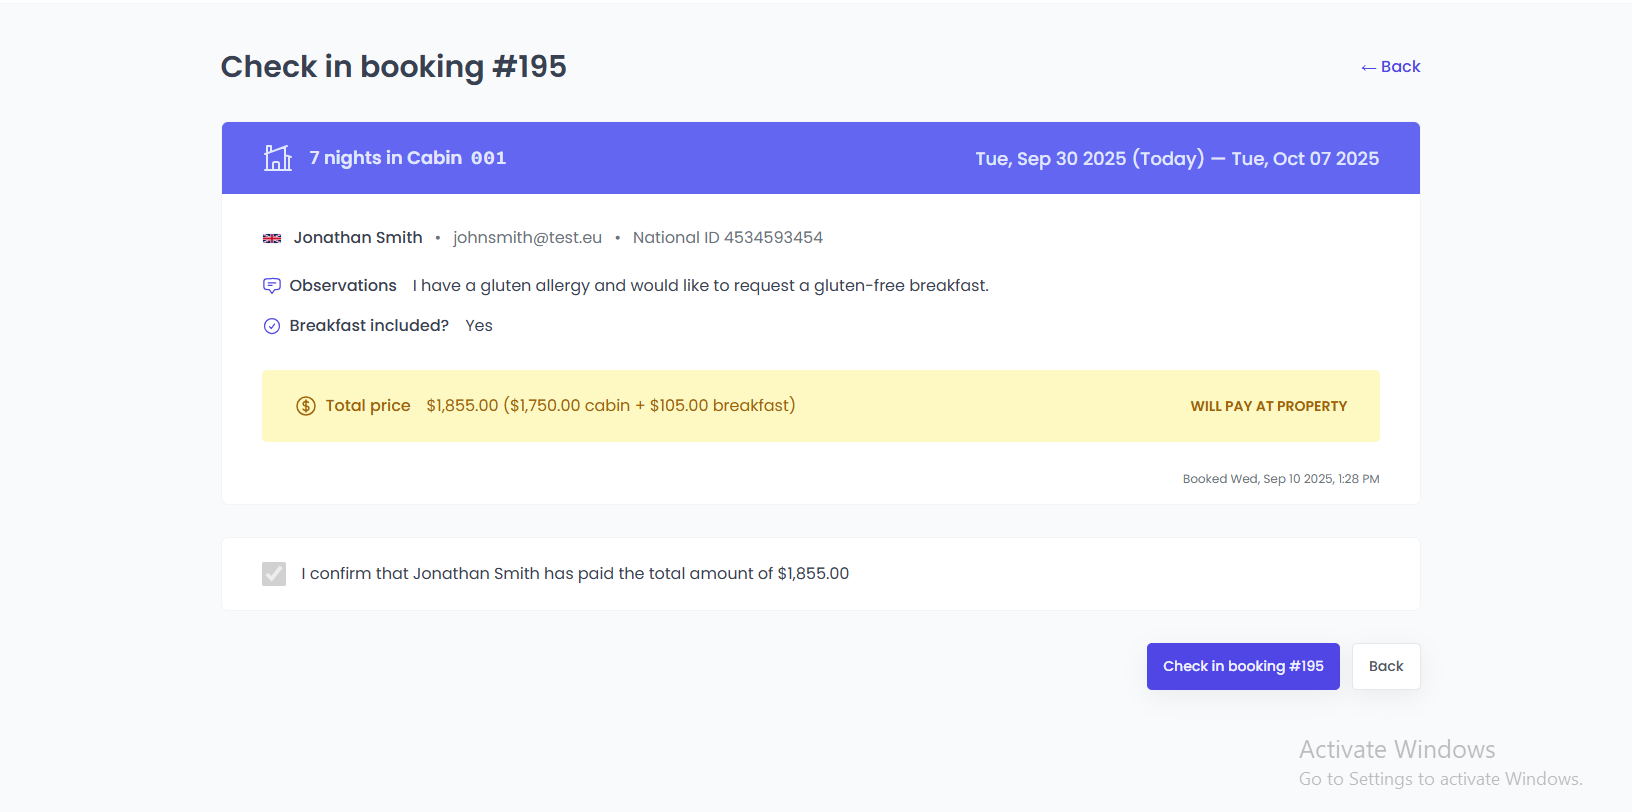 Check in booking #195
← Back
7 nights in Cabin 001
Tue, Sep 30 2025 (Today) — Tue, Oct 07 2025
Jonathan Smith • johnsmith@test.eu • National ID 4534593454
Observations I have a gluten allergy and would like to request a gluten-free breakfast.
Breakfast included? Yes
Total price $1,855.00 ($1,750.00 cabin + $105.00 breakfast)
WILL PAY AT PROPERTY
Booked Wed, Sep 10 2025, 1:28 PM
I confirm that Jonathan Smith has paid the total amount of $1,855.00
Check in booking #195
Back
Activate Windows
Go to Settings to activate Windows.